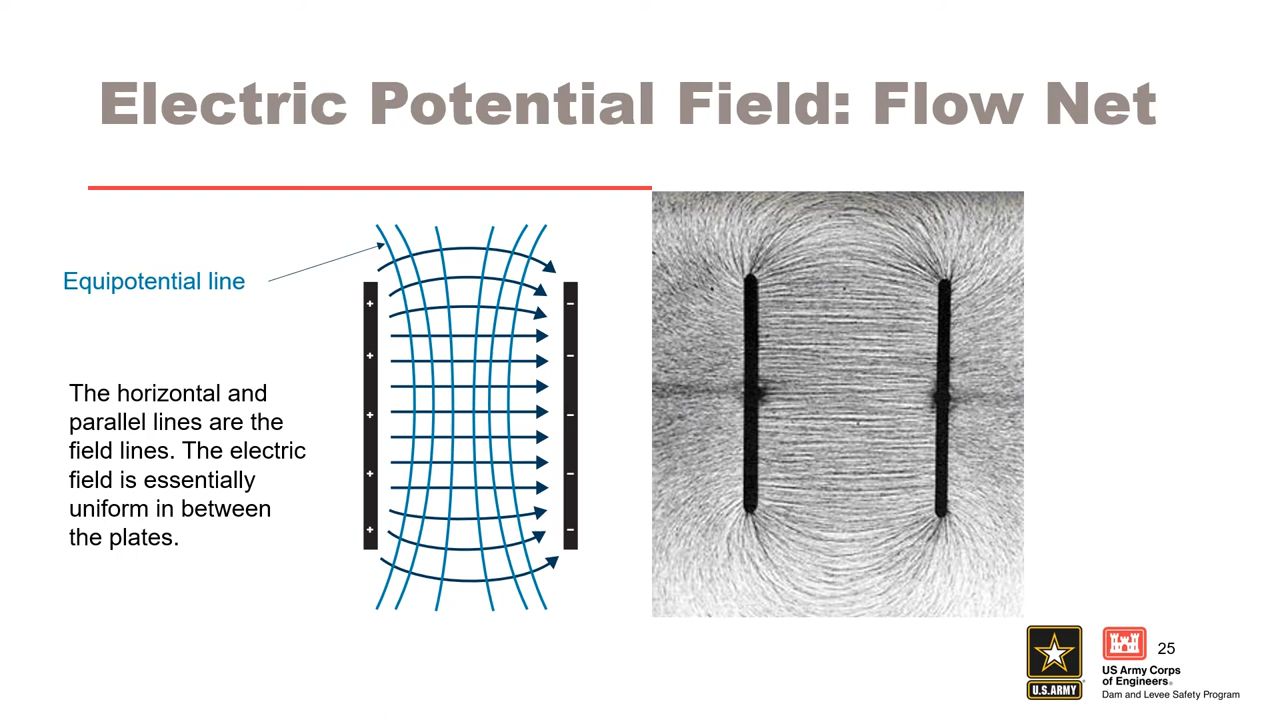 Electric Potential Field: Flow Net
Equipotential line
The horizontal and
parallel lines are the
field lines. The electric
field is essentially
uniform in between
the plates.
+
+
+
+
+
−
−
−
−
−
25
U.S.ARMY
US Army Corps
of Engineers®
Dam and Levee Safety Program